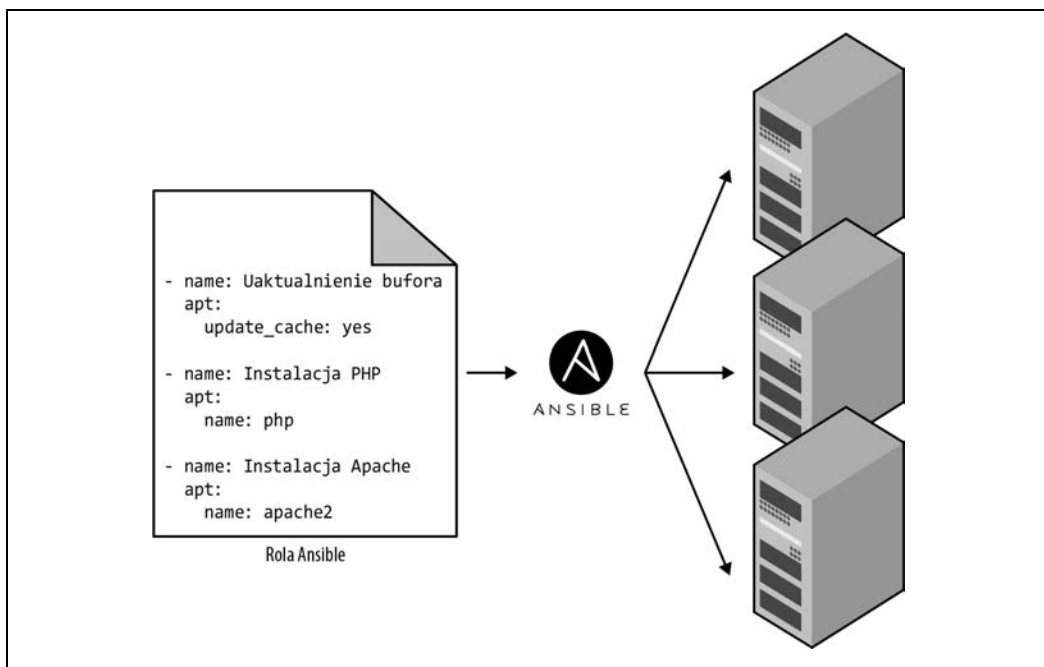 - name: Uaktualnienie bufora
  apt:
    update_cache: yes
- name: Instalacja PHP
  apt:
    name: php
- name: Instalacja Apache
  apt:
    name: apache2
Rola Ansible
ANSIBLE